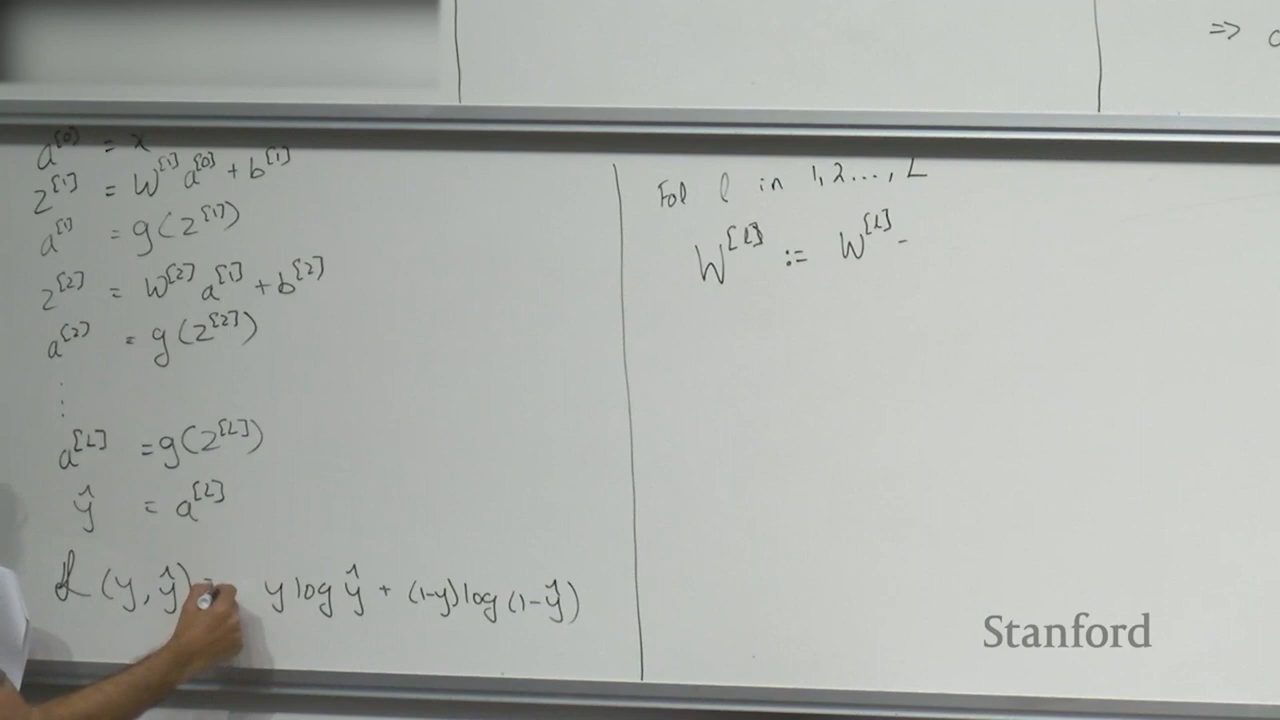 a^{[0]} = x
z^{[1]} = W^{[1]} a^{[0]} + b^{[1]}
a^{[1]} = g(z^{[1]})
z^{[2]} = W^{[2]} a^{[1]} + b^{[2]}
a^{[2]} = g(z^{[2]})
⋮
a^{[L]} = g(z^{[L]})
ŷ = a^{[L]}
ℒ(y, ŷ) = y log ŷ + (1-y) log (1-ŷ)
For l in 1, 2 ..., L
W^{[l]} := W^{[l]} -
⇒
Stanford